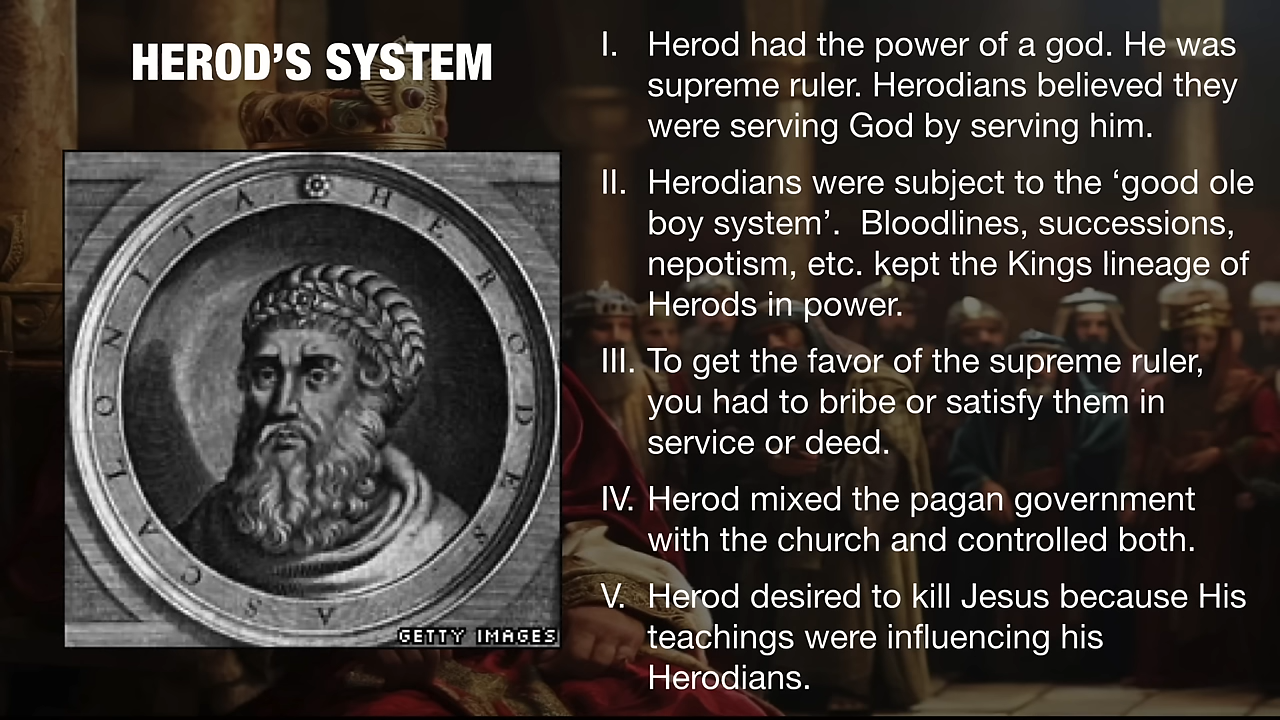 HEROD’S SYSTEM
I. Herod had the power of a god. He was
supreme ruler. Herodians believed they
were serving God by serving him.
II. Herodians were subject to the ‘good ole
boy system’.  Bloodlines, successions,
nepotism, etc. kept the Kings lineage of
Herods in power.
III. To get the favor of the supreme ruler,
you had to bribe or satisfy them in
service or deed.
IV. Herod mixed the pagan government
with the church and controlled both.
V. Herod desired to kill Jesus because His
teachings were influencing his
Herodians.
HERODES ASCALONITA
GETTY IMAGES